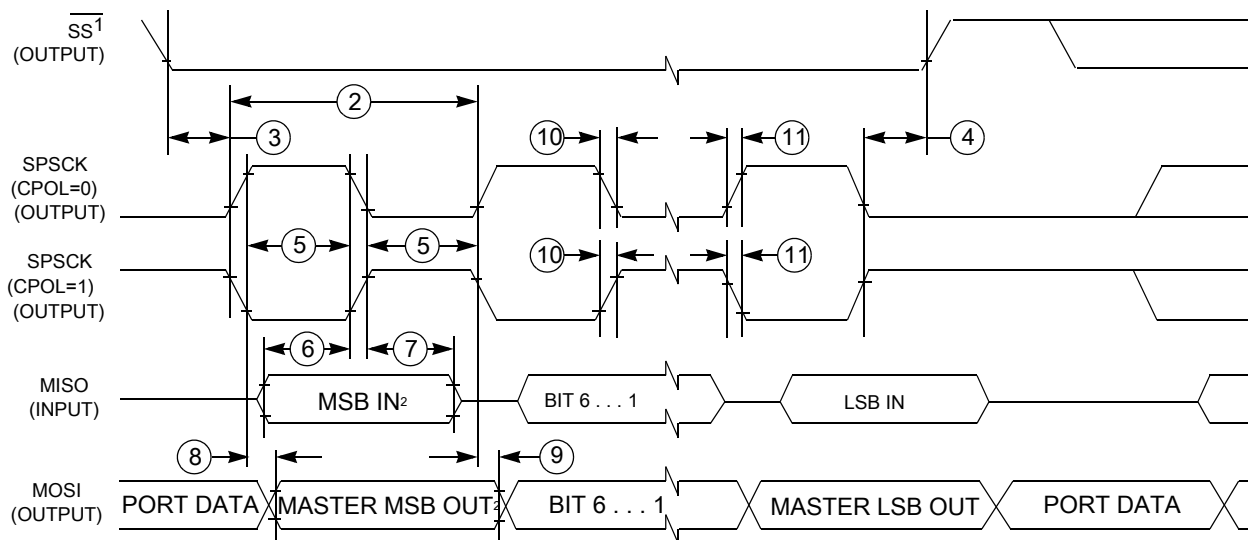 SS1
(OUTPUT)
2
3
10
11
4
SPSCK
(CPOL=0)
(OUTPUT)
5
5
10
11
SPSCK
(CPOL=1)
(OUTPUT)
6
7
MISO
(INPUT)
MSB IN2
BIT 6 . . . 1
LSB IN
8
9
MOSI
(OUTPUT)
PORT DATA
MASTER MSB OUT2
BIT 6 . . . 1
MASTER LSB OUT
PORT DATA